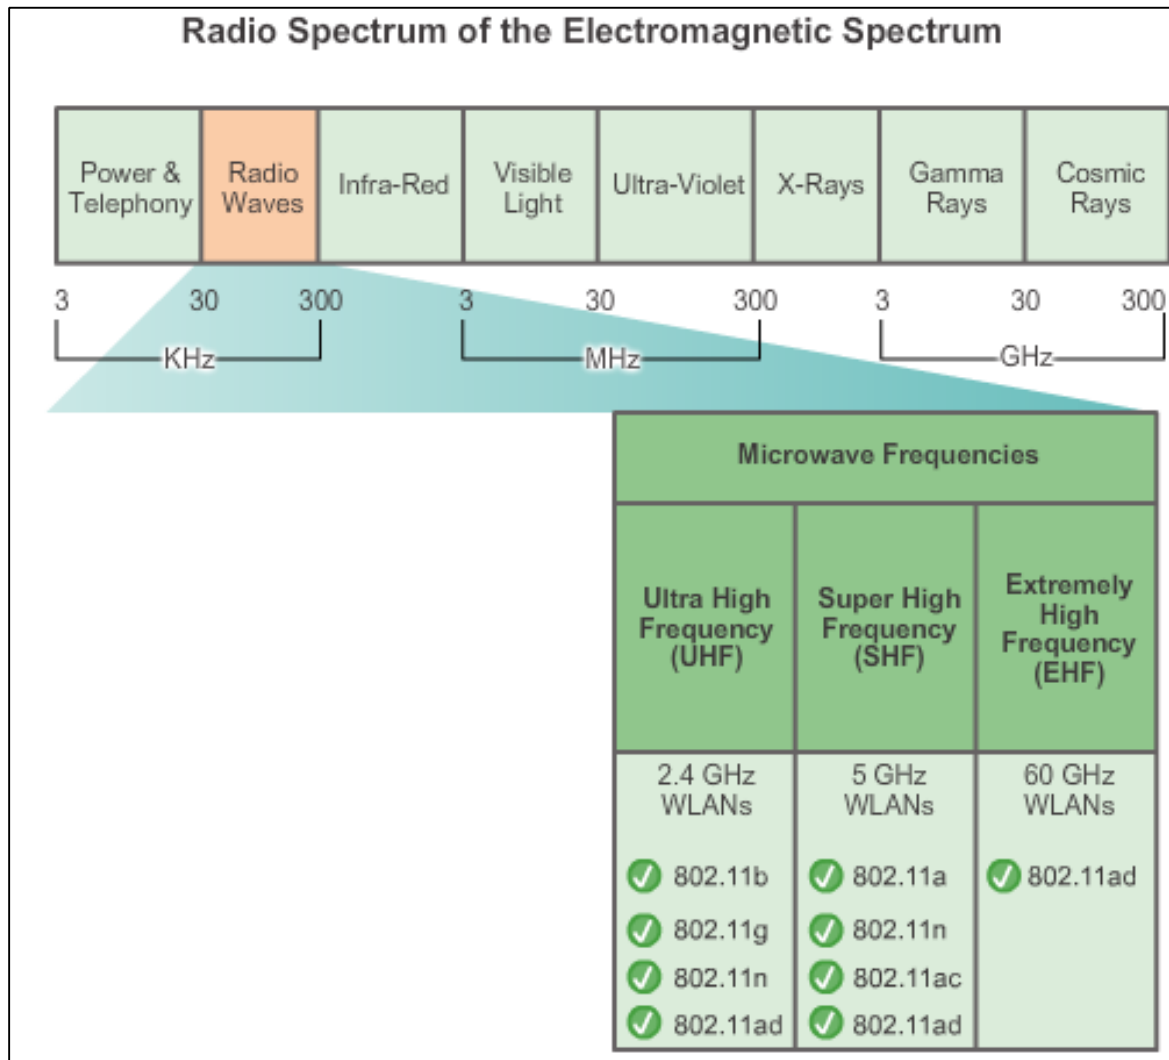 Radio Spectrum of the Electromagnetic Spectrum
Power &
Telephony
Radio
Waves
Infra-Red
Visible
Light
Ultra-Violet
X-Rays
Gamma
Rays
Cosmic
Rays
3 30 300 3 30 300 3 30 300
KHz MHz GHz
Microwave Frequencies
Ultra High
Frequency
(UHF)
Super High
Frequency
(SHF)
Extremely
High
Frequency
(EHF)
2.4 GHz
WLANs
802.11b
802.11g
802.11n
802.11ad
5 GHz
WLANs
802.11a
802.11n
802.11ac
802.11ad
60 GHz
WLANs
802.11ad